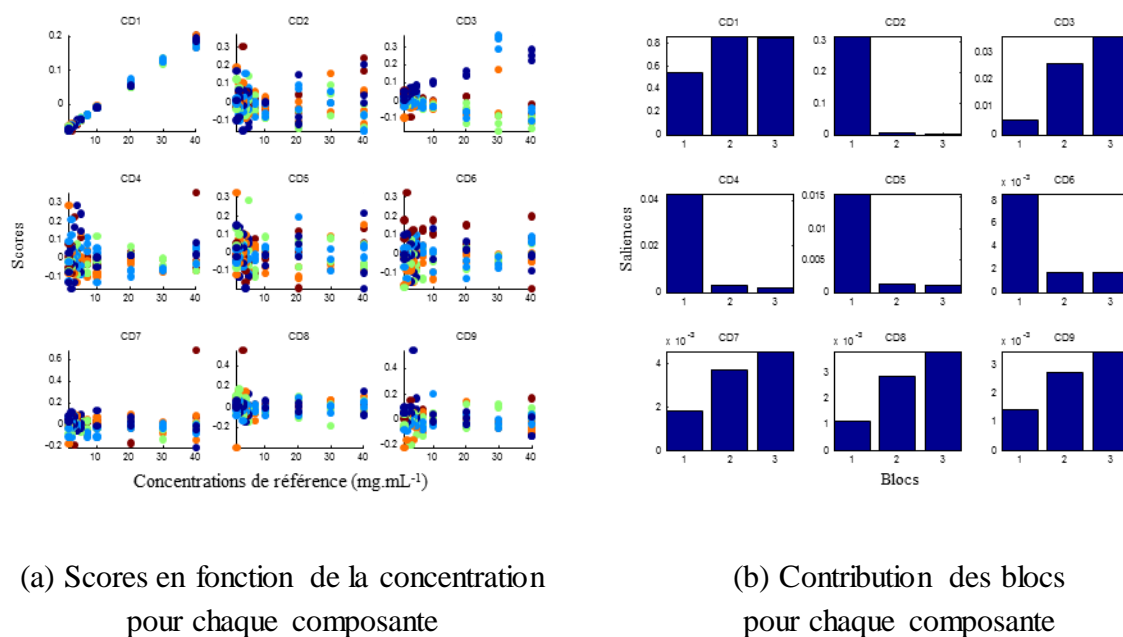 CD1 CD2 CD3
0.2 0.1 0
0.3 0.2 0.1 0 -0.1
0.3 0.2 0.1 0 -0.1
10 20 30 40 10 20 30 40 10 20 30 40
CD4 CD5 CD6
0.3 0.2 0.1 0 -0.1
0.3 0.2 0.1 0 -0.1
0.3 0.2 0.1 0 -0.1
10 20 30 40 10 20 30 40 10 20 30 40
CD7 CD8 CD9
0.6 0.4 0.2 0 -0.2
0.4 0.2 0 -0.2
0.4 0.2 0 -0.2
10 20 30 40 10 20 30 40 10 20 30 40
Scores
Concentrations de référence (mg.mL-1)
CD1 CD2 CD3
0.8 0.6 0.4 0.2 0
0.3 0.2 0.1 0
0.03 0.02 0.01 0
1 2 3 1 2 3 1 2 3
CD4 CD5 CD6
0.04 0.02 0
0.015 0.01 0.005 0
x 10-3
8 6 4 2 0
1 2 3 1 2 3 1 2 3
CD7 CD8 CD9
x 10-3 x 10-3 x 10-3
4 2 0
3 2 1 0
3 2 1 0
1 2 3 1 2 3 1 2 3
Saliences
Blocs
(a) Scores en fonction de la concentration
pour chaque composante
(b) Contribution des blocs
pour chaque composante